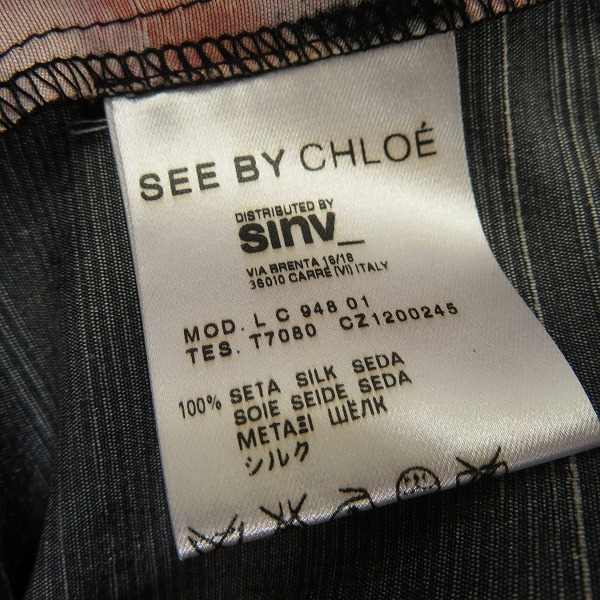 SEE BY CHLOÉ
DISTRIBUTED BY
sinv_
VIA BRENTA 16/18
36010 CARRÈ (VI) ITALY
MOD. L C 948 01
TES. T7080 CZ1200245
100% SETA SILK SEDA
SOIE SEIDE SEDA
ΜΕΤΑΞΙ ШЁЛК
シルク